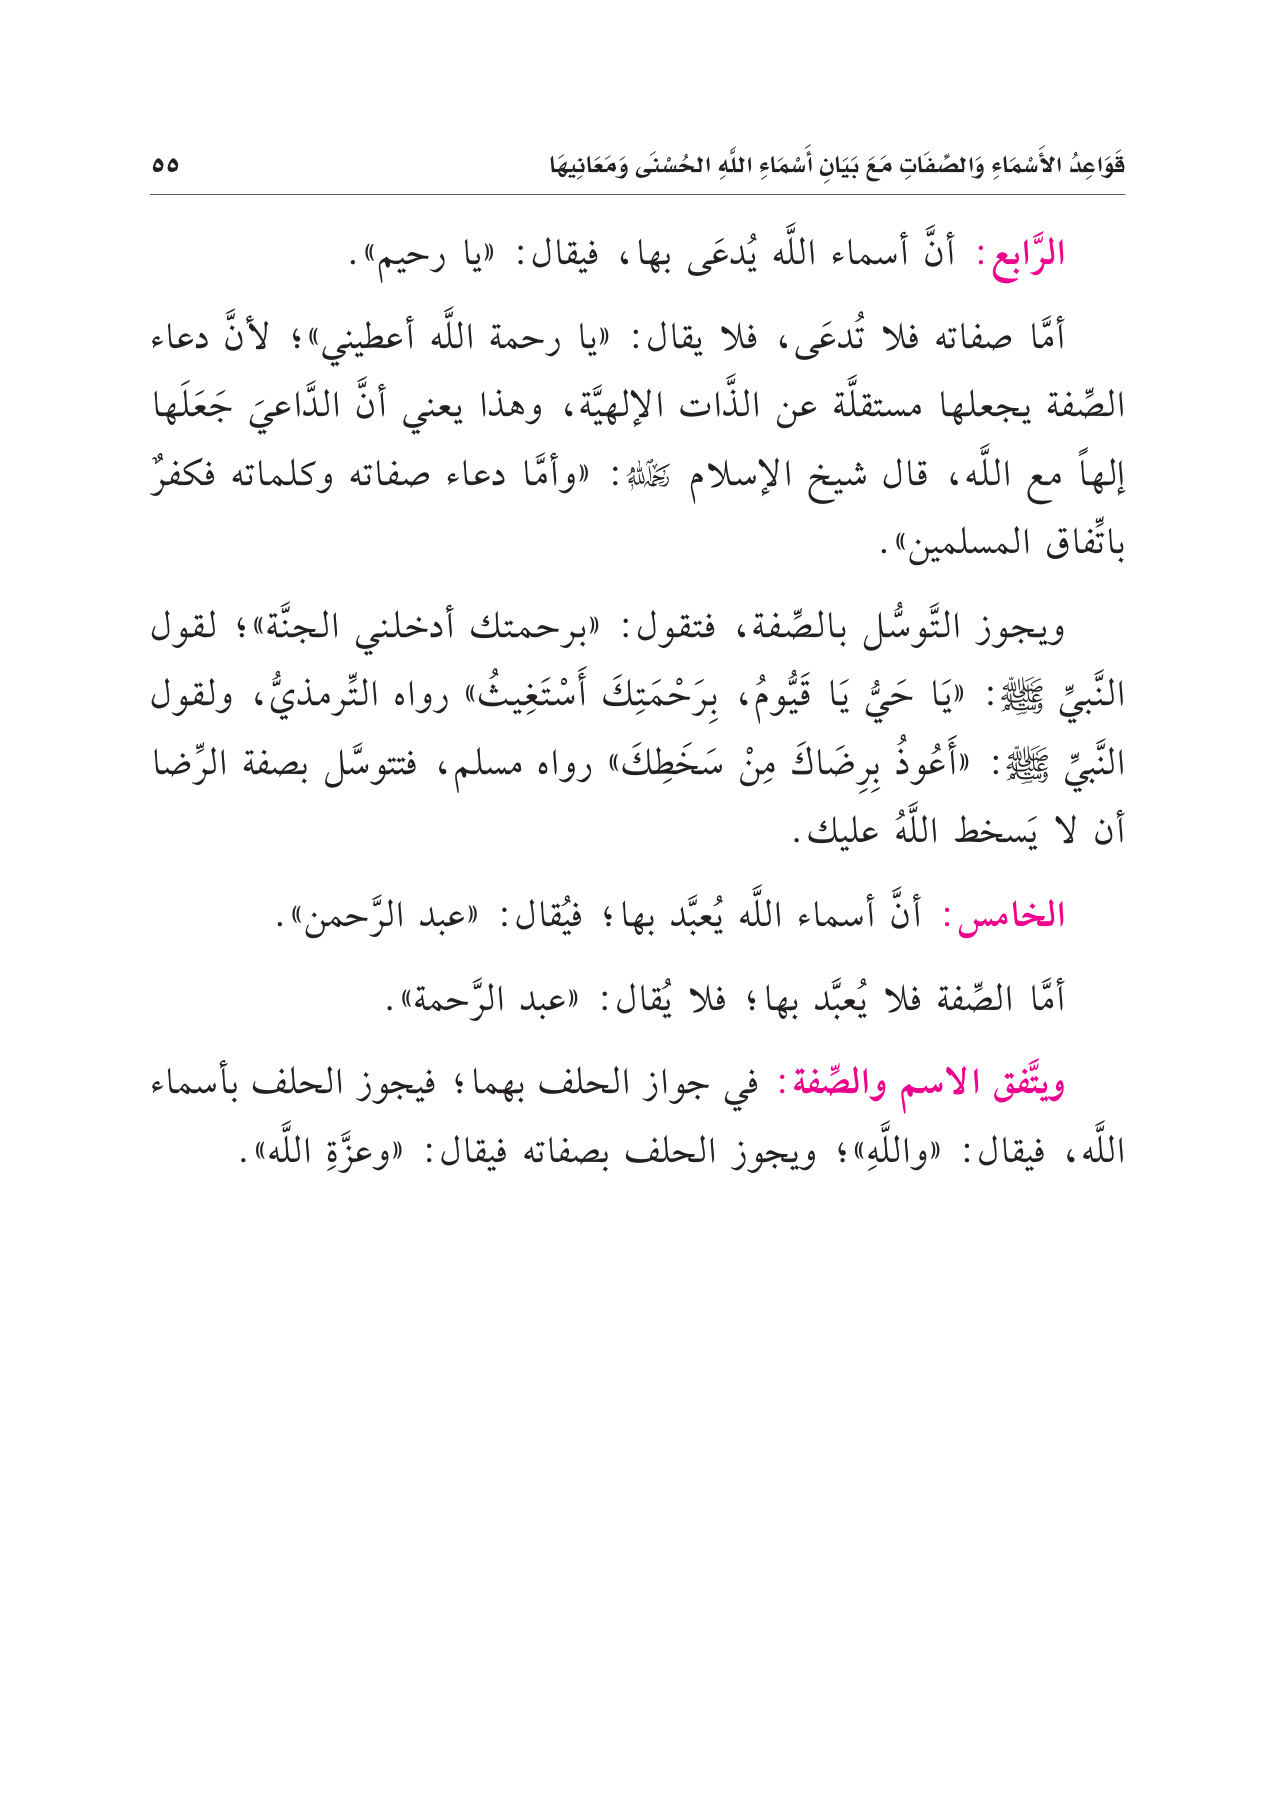 قَوَاعِدُ الأَسْمَاءِ وَالصِّفَاتِ مَعَ بَيَانِ أَسْمَاءِ اللَّهِ الحُسْنَى وَمَعَانِيهَا ٥٥
الرَّابع: أنَّ أسماء اللَّه يُدعَى بها، فيقال: «يا رحيم».
أمَّا صفاته فلا تُدعَى، فلا يقال: «يا رحمة اللَّه أعطيني»؛ لأنَّ دعاء
الصِّفة يجعلها مستقلَّة عن الذَّات الإلهيَّة، وهذا يعني أنَّ الدَّاعيَ جَعَلَها
إلهاً مع اللَّه، قال شيخ الإسلام رَحِمَهُ اللَّهُ: «وأمَّا دعاء صفاته وكلماته فكفرٌ
باتِّفاق المسلمين».
ويجوز التَّوسُّل بالصِّفة، فتقول: «برحمتك أدخلني الجنَّة»؛ لقول
النَّبيِّ ﷺ: «يَا حَيُّ يَا قَيُّومُ، بِرَحْمَتِكَ أَسْتَغِيثُ» رواه التِّرمذيُّ، ولقول
النَّبيِّ ﷺ: «أَعُوذُ بِرِضَاكَ مِنْ سَخَطِكَ» رواه مسلم، فتتوسَّل بصفة الرِّضا
أن لا يَسخط اللَّهُ عليك.
الخامس: أنَّ أسماء اللَّه يُعبَّد بها؛ فيُقال: «عبد الرَّحمن».
أمَّا الصِّفة فلا يُعبَّد بها؛ فلا يُقال: «عبد الرَّحمة».
ويتَّفق الاسم والصِّفة: في جواز الحلف بهما؛ فيجوز الحلف بأسماء
اللَّه، فيقال: «واللَّهِ»؛ ويجوز الحلف بصفاته فيقال: «وعزَّةِ اللَّه».